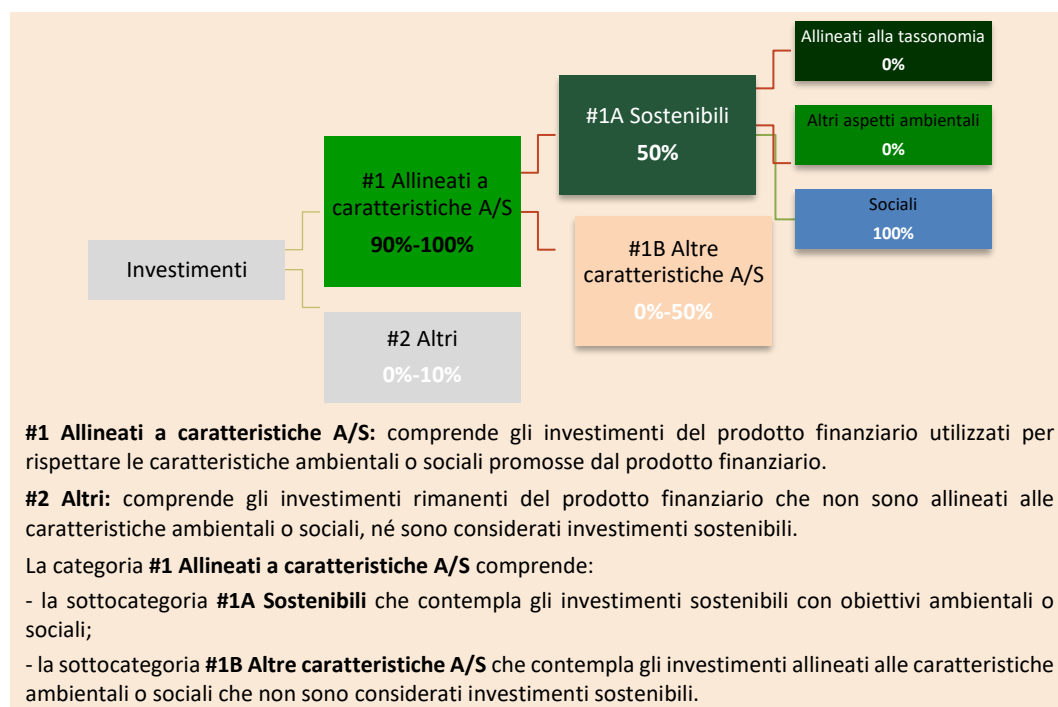 Allineati alla tassonomia
0%
#1A Sostenibili
50%
Altri aspetti ambientali
0%
#1 Allineati a
caratteristiche A/S
90%-100%
Sociali
100%
Investimenti
#1B Altre
caratteristiche A/S
0%-50%
#2 Altri
0%-10%
#1 Allineati a caratteristiche A/S: comprende gli investimenti del prodotto finanziario utilizzati per
rispettare le caratteristiche ambientali o sociali promosse dal prodotto finanziario.
#2 Altri: comprende gli investimenti rimanenti del prodotto finanziario che non sono allineati alle
caratteristiche ambientali o sociali, né sono considerati investimenti sostenibili.
La categoria #1 Allineati a caratteristiche A/S comprende:
- la sottocategoria #1A Sostenibili che contempla gli investimenti sostenibili con obiettivi ambientali o
sociali;
- la sottocategoria #1B Altre caratteristiche A/S che contempla gli investimenti allineati alle caratteristiche
ambientali o sociali che non sono considerati investimenti sostenibili.